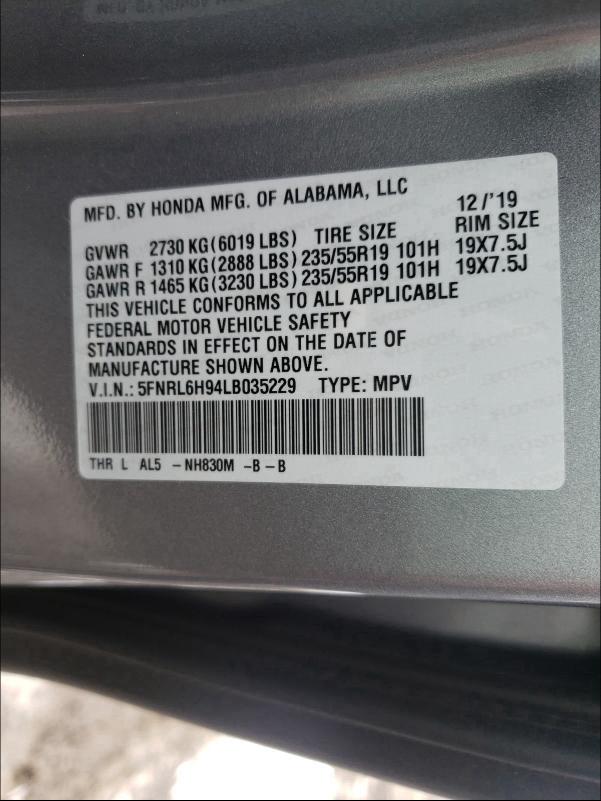 MFD. BY HONDA MFG. OF ALABAMA, LLC 12/'19
GVWR 2730 KG(6019 LBS) TIRE SIZE RIM SIZE
GAWR F 1310 KG(2888 LBS) 235/55R19 101H 19X7.5J
GAWR R 1465 KG(3230 LBS) 235/55R19 101H 19X7.5J
THIS VEHICLE CONFORMS TO ALL APPLICABLE
FEDERAL MOTOR VEHICLE SAFETY
STANDARDS IN EFFECT ON THE DATE OF
MANUFACTURE SHOWN ABOVE.
V.I.N.: 5FNRL6H94LB035229 TYPE: MPV
THR L AL5 -NH830M -B-B